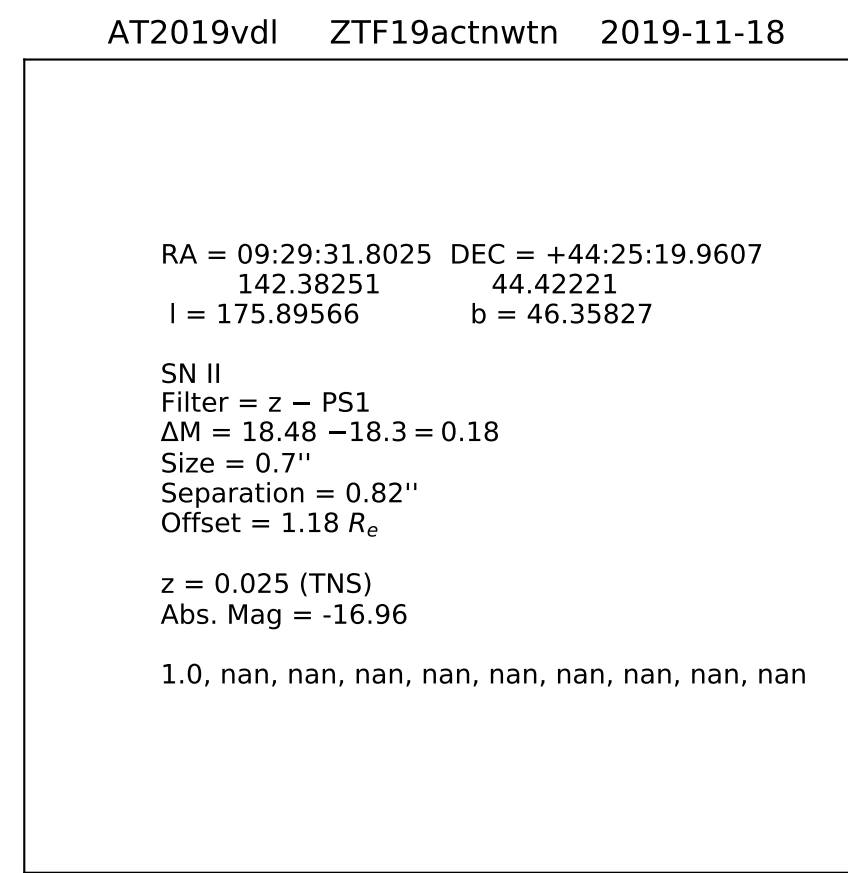 AT2019vdl ZTF19actnwtn 2019-11-18
RA = 09:29:31.8025 DEC = +44:25:19.9607
142.38251 44.42221
l = 175.89566 b = 46.35827
SN II
Filter = z − PS1
ΔM = 18.48 −18.3 = 0.18
Size = 0.7''
Separation = 0.82''
Offset = 1.18 Re
z = 0.025 (TNS)
Abs. Mag = -16.96
1.0, nan, nan, nan, nan, nan, nan, nan, nan, nan